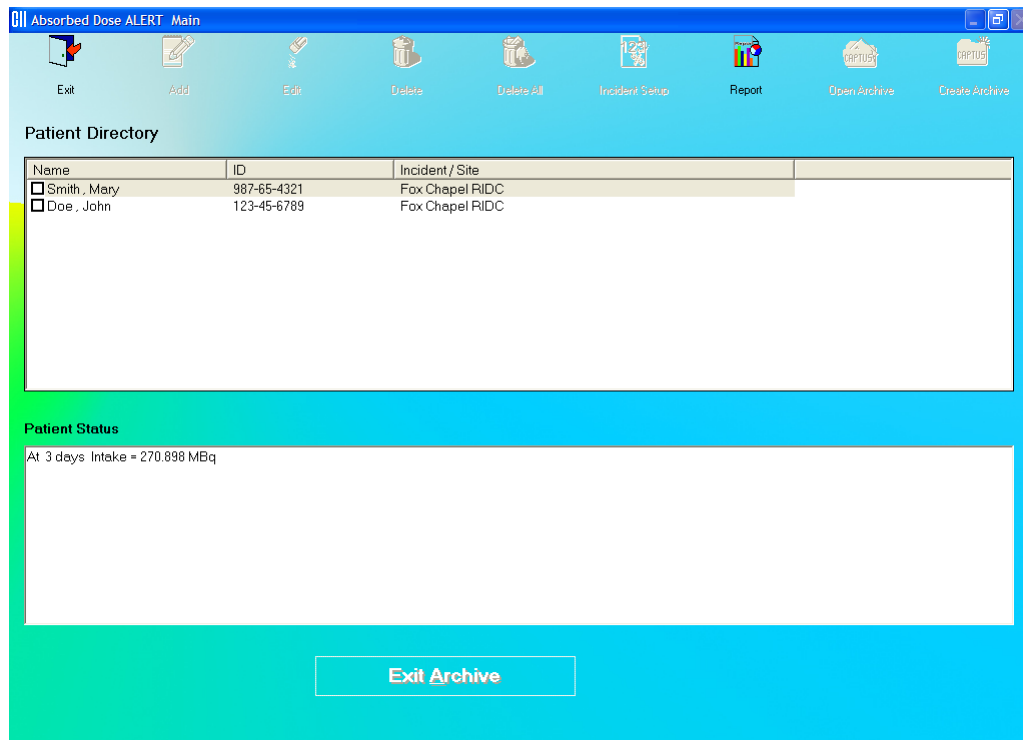 Absorbed Dose ALERT Main
Exit Add Edit Delete Delete All Incident Setup Report Open Archive Create Archive
Patient Directory
Name ID Incident / Site
Smith , Mary 987-65-4321 Fox Chapel RIDC
Doe , John 123-45-6789 Fox Chapel RIDC
Patient Status
At 3 days Intake = 270.898 MBq
Exit Archive